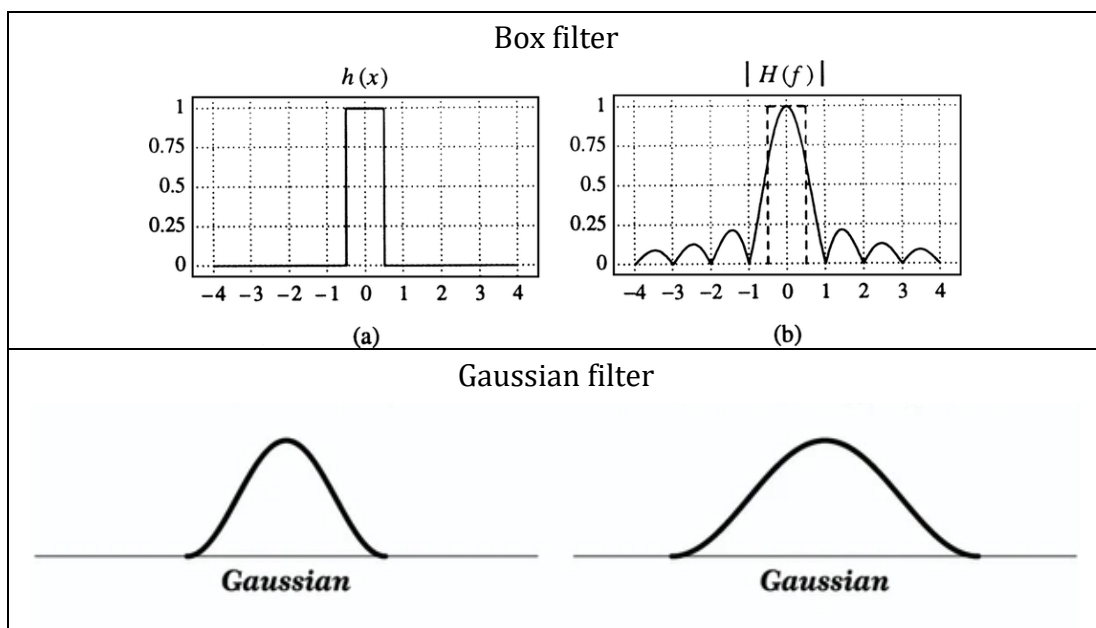 Box filter
h(x)
1
0.75
0.5
0.25
0
−4 −3 −2 −1 0 1 2 3 4
(a)
| H(f) |
1
0.75
0.5
0.25
0
−4 −3 −2 −1 0 1 2 3 4
(b)
Gaussian filter
Gaussian
Gaussian